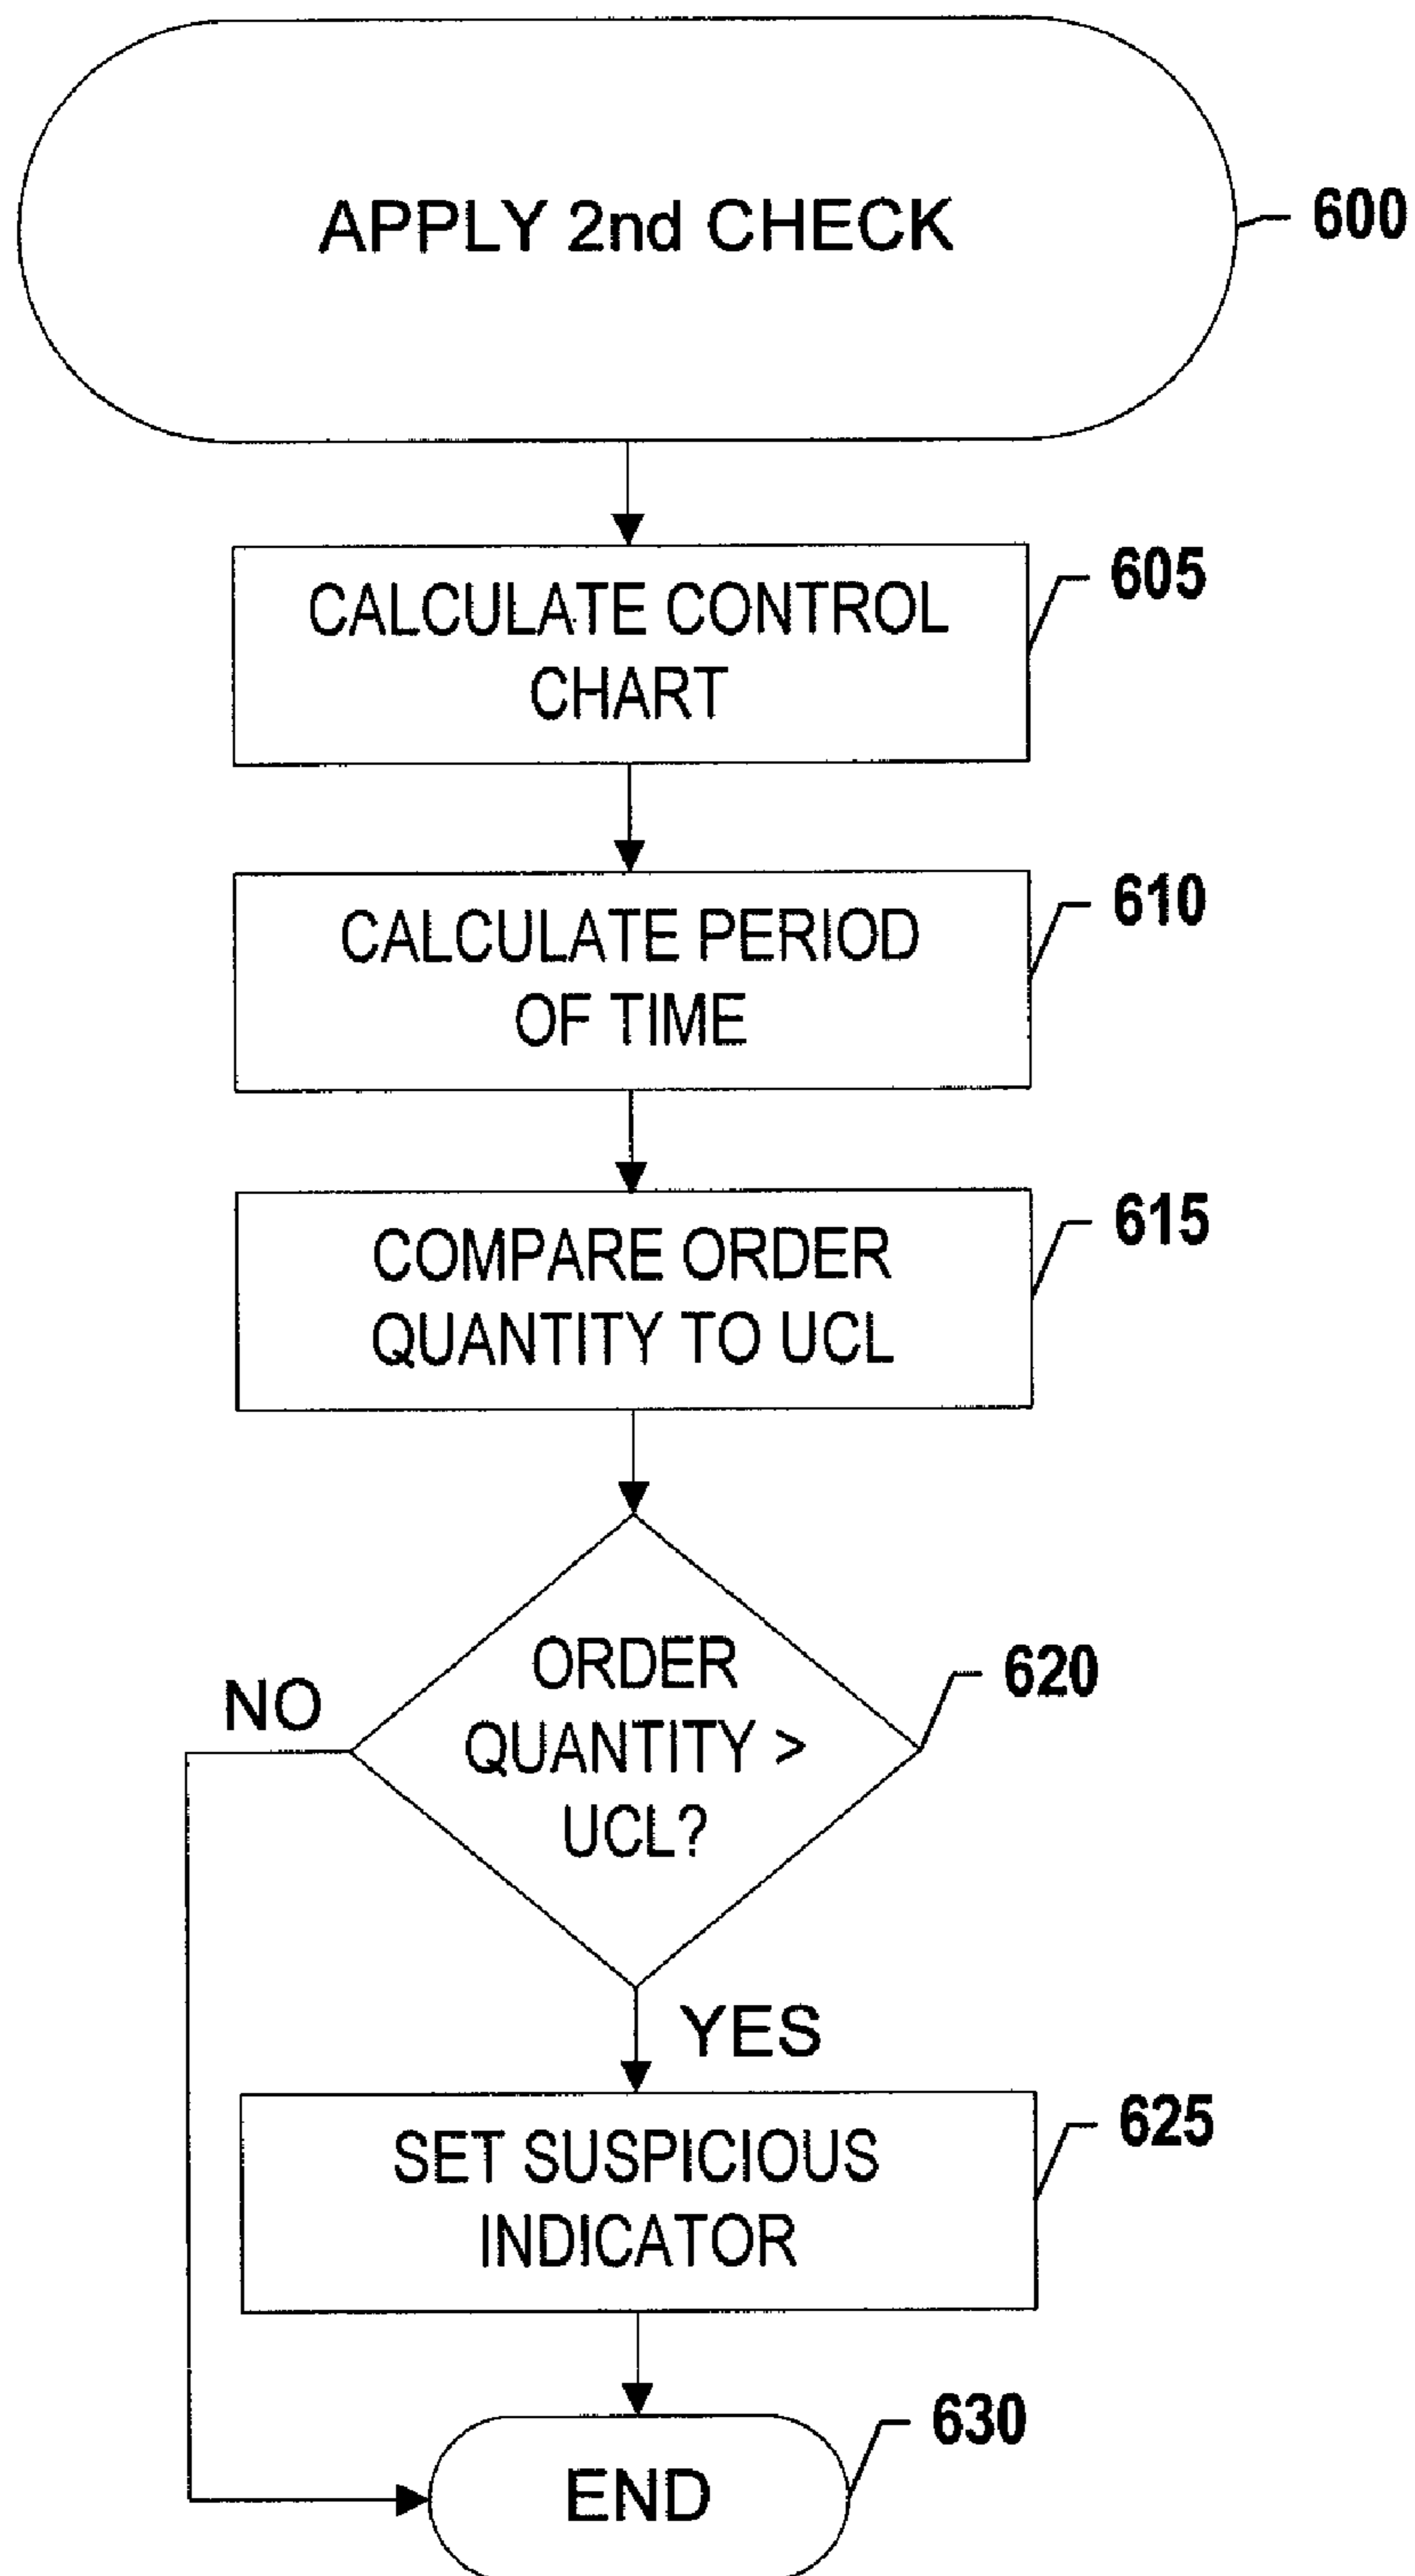 APPLY 2nd CHECK
600
CALCULATE CONTROL
CHART
605
CALCULATE PERIOD
OF TIME
610
COMPARE ORDER
QUANTITY TO UCL
615
ORDER
QUANTITY >
UCL?
620
NO
YES
SET SUSPICIOUS
INDICATOR
625
END
630